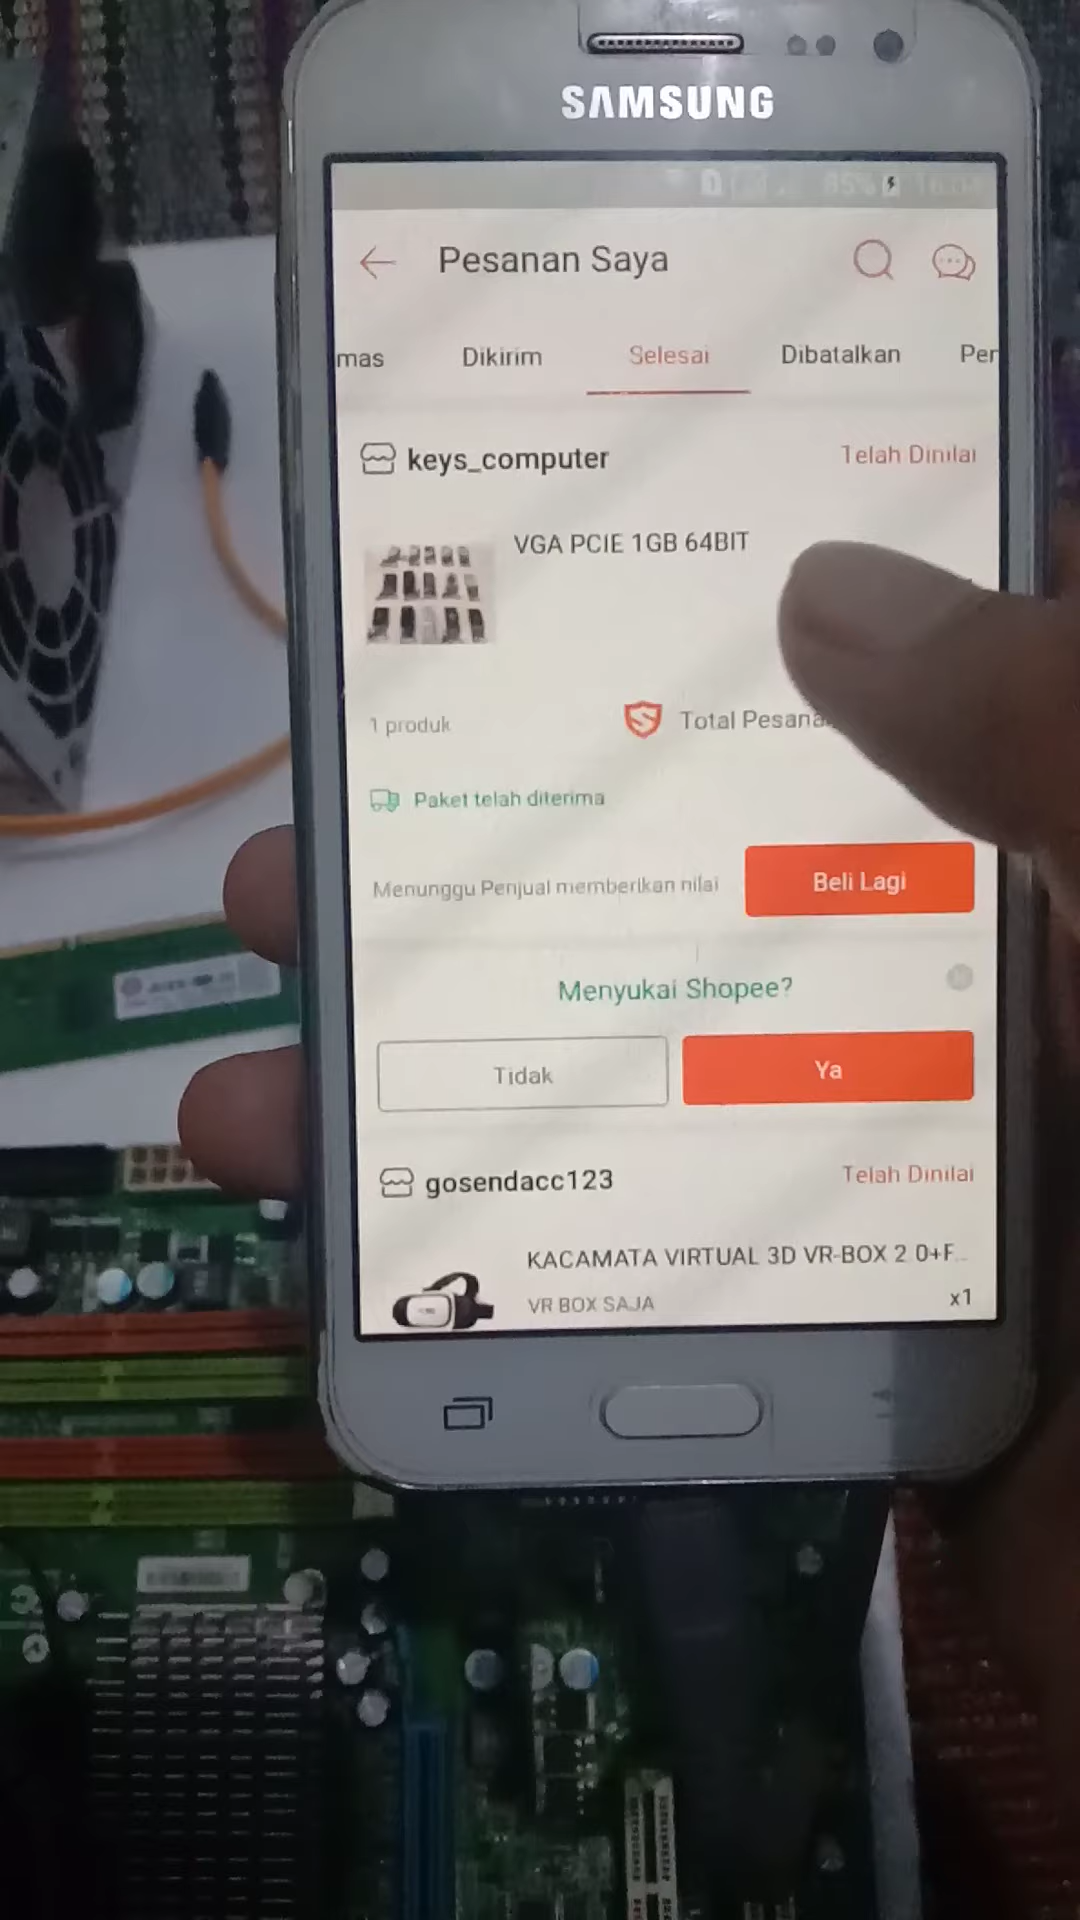 SAMSUNG
85%
Pesanan Saya
mas Dikirim Selesai Dibatalkan Per
keys_computer Telah Dinilai
VGA PCIE 1GB 64BIT
1 produk Total Pesana
Paket telah diterima
Menunggu Penjual memberikan nilai Beli Lagi
Menyukai Shopee?
Tidak Ya
gosendacc123 Telah Dinilai
KACAMATA VIRTUAL 3D VR-BOX 2 0+F..
VR BOX SAJA x1